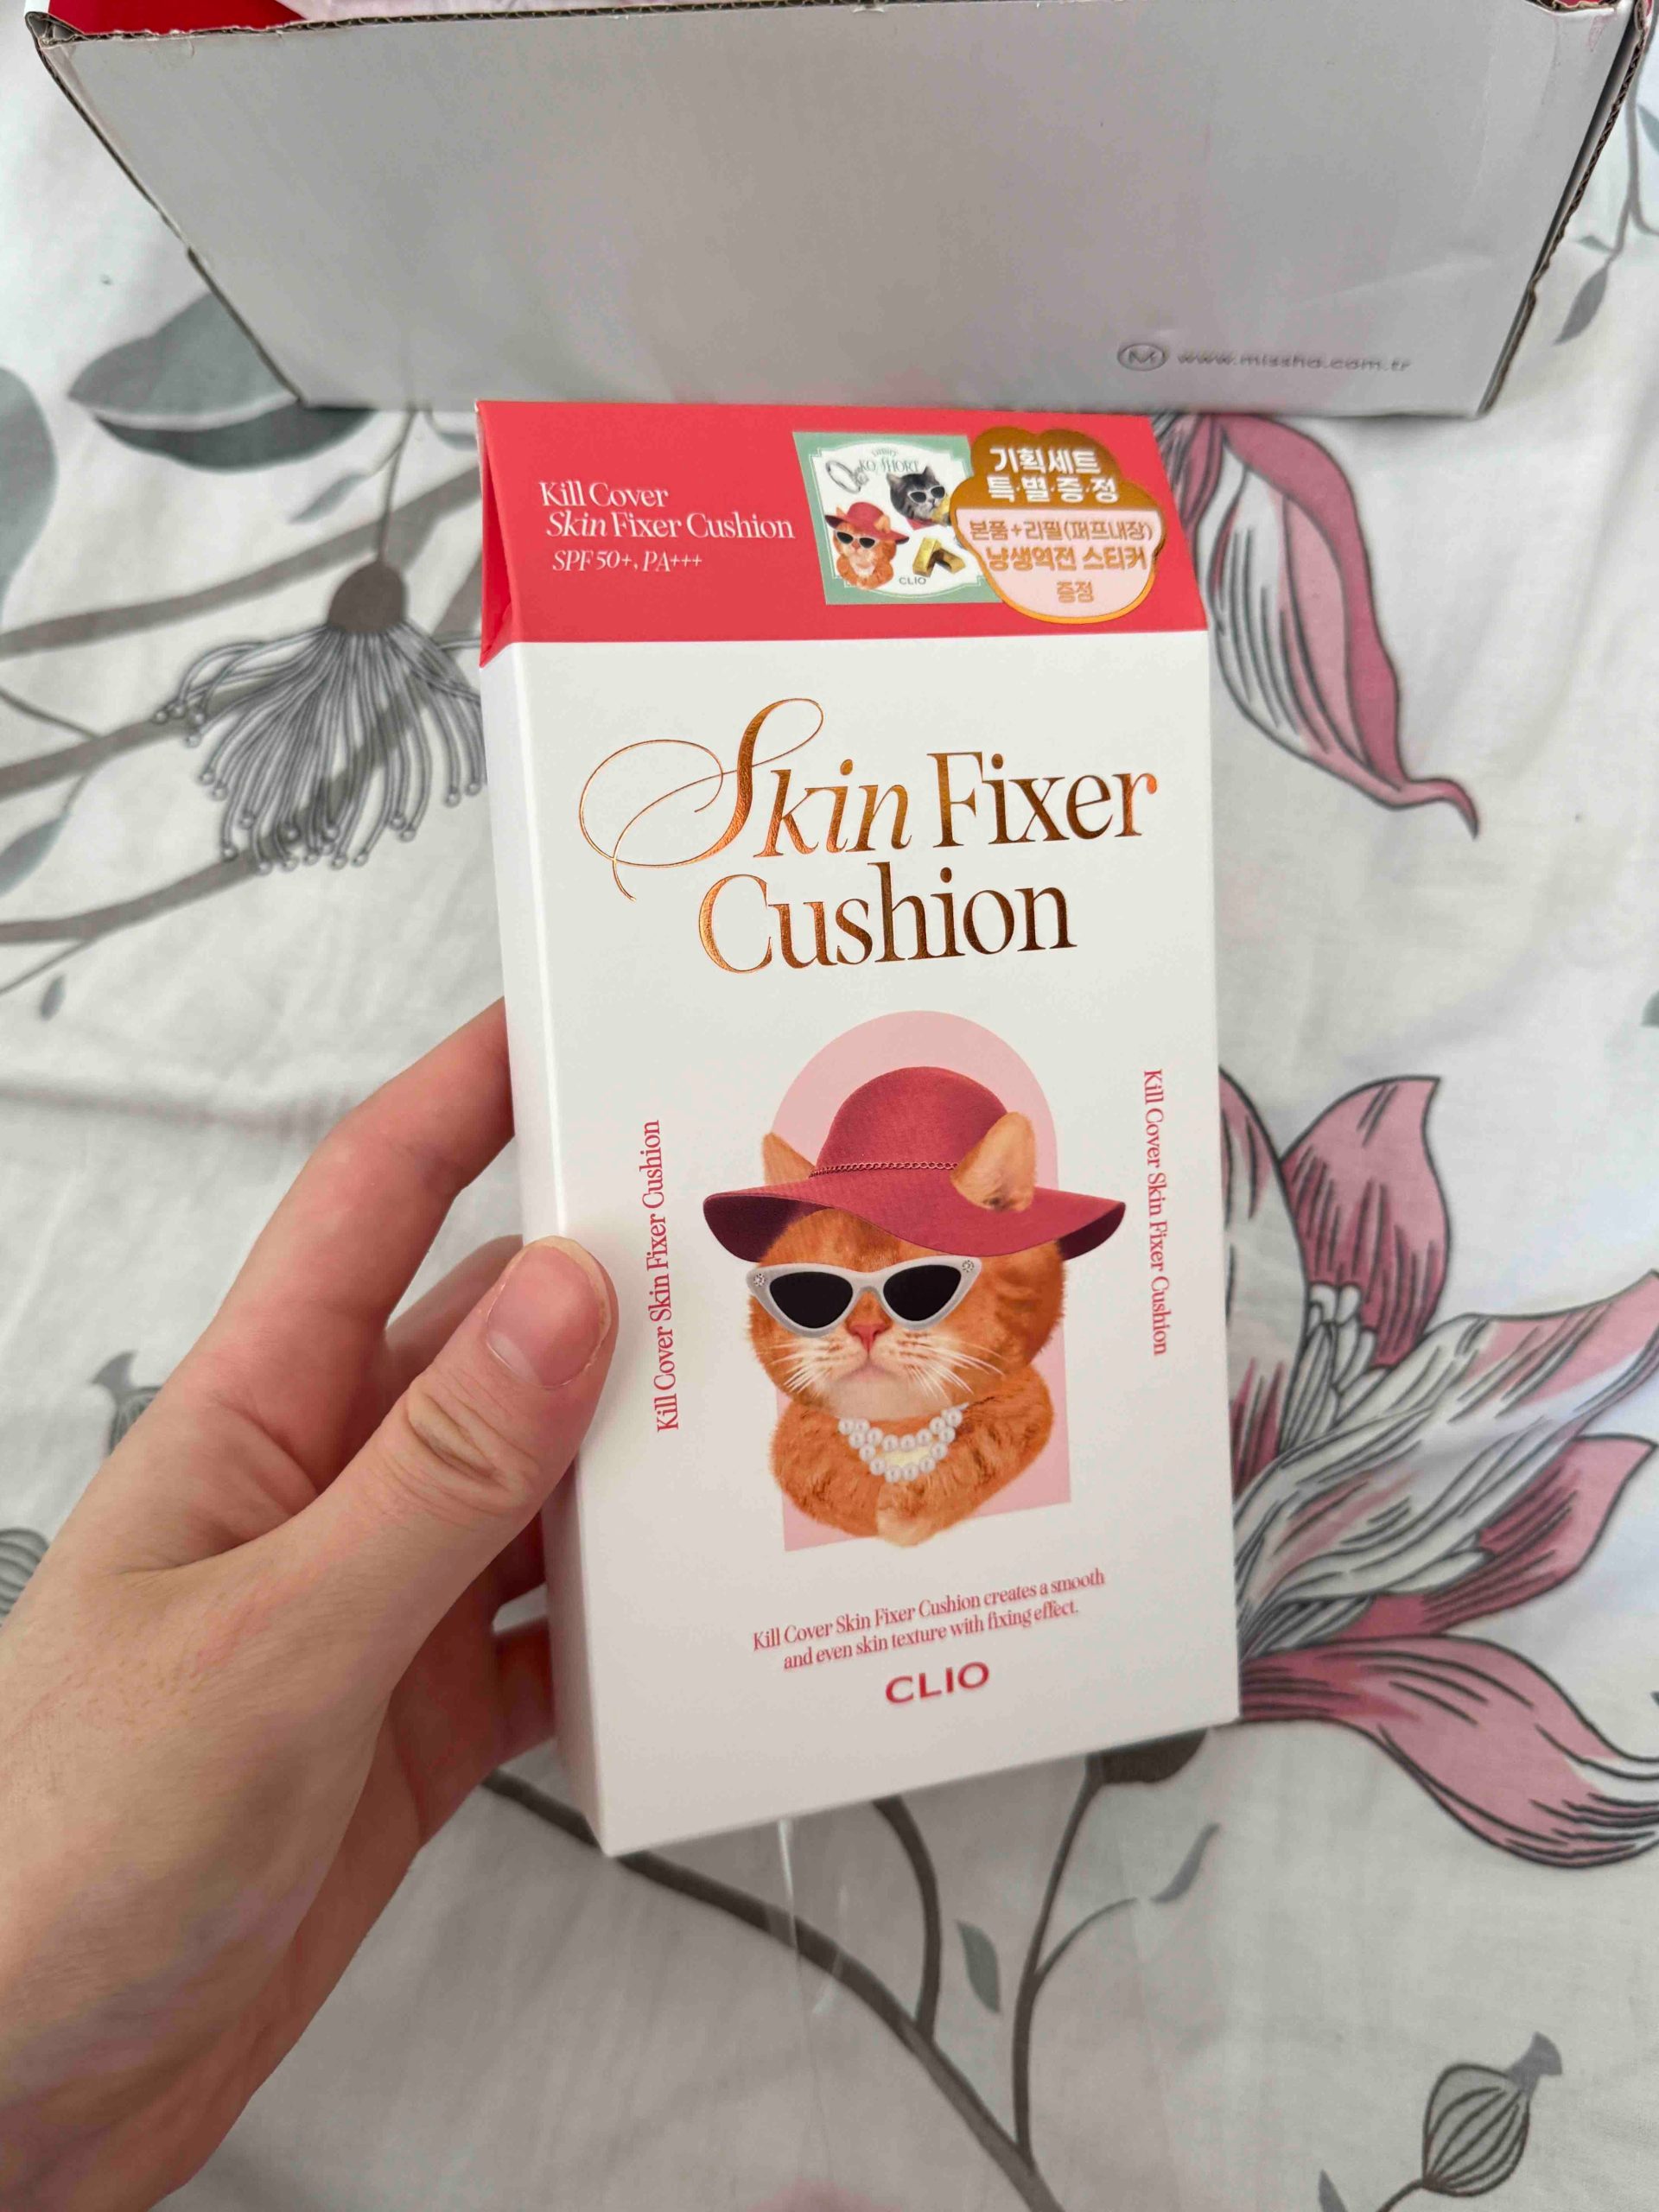 www.missha.com.tr
Kill Cover
Skin Fixer Cushion
SPF 50+, PA+++
KO SHORT
CLIO
기획세트
특·별·증·정
본품+리필(퍼프내장)
냥생역전 스티커
증정
Skin Fixer
Cushion
Kill Cover Skin Fixer Cushion
Kill Cover Skin Fixer Cushion
Kill Cover Skin Fixer Cushion creates a smooth
and even skin texture with fixing effect.
CLIO